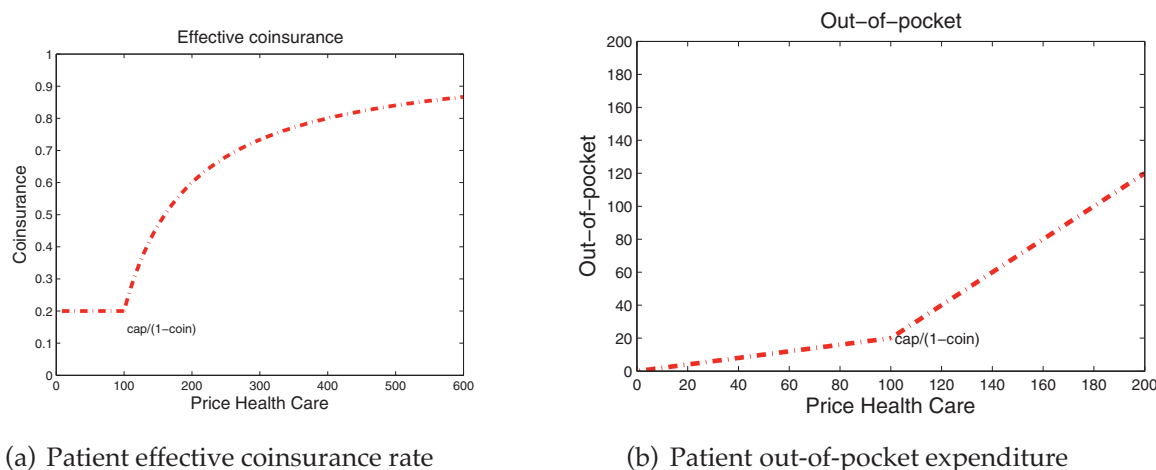 Effective coinsurance
1
0.9
0.8
0.7
0.6
0.5
0.4
0.3
0.2
0.1
0
Coinsurance
cap/(1−coin)
0 100 200 300 400 500 600
Price Health Care
(a) Patient effective coinsurance rate
Out−of−pocket
200
180
160
140
120
100
80
60
40
20
0
Out−of−pocket
cap/(1−coin)
0 20 40 60 80 100 120 140 160 180 200
Price Health Care
(b) Patient out-of-pocket expenditure